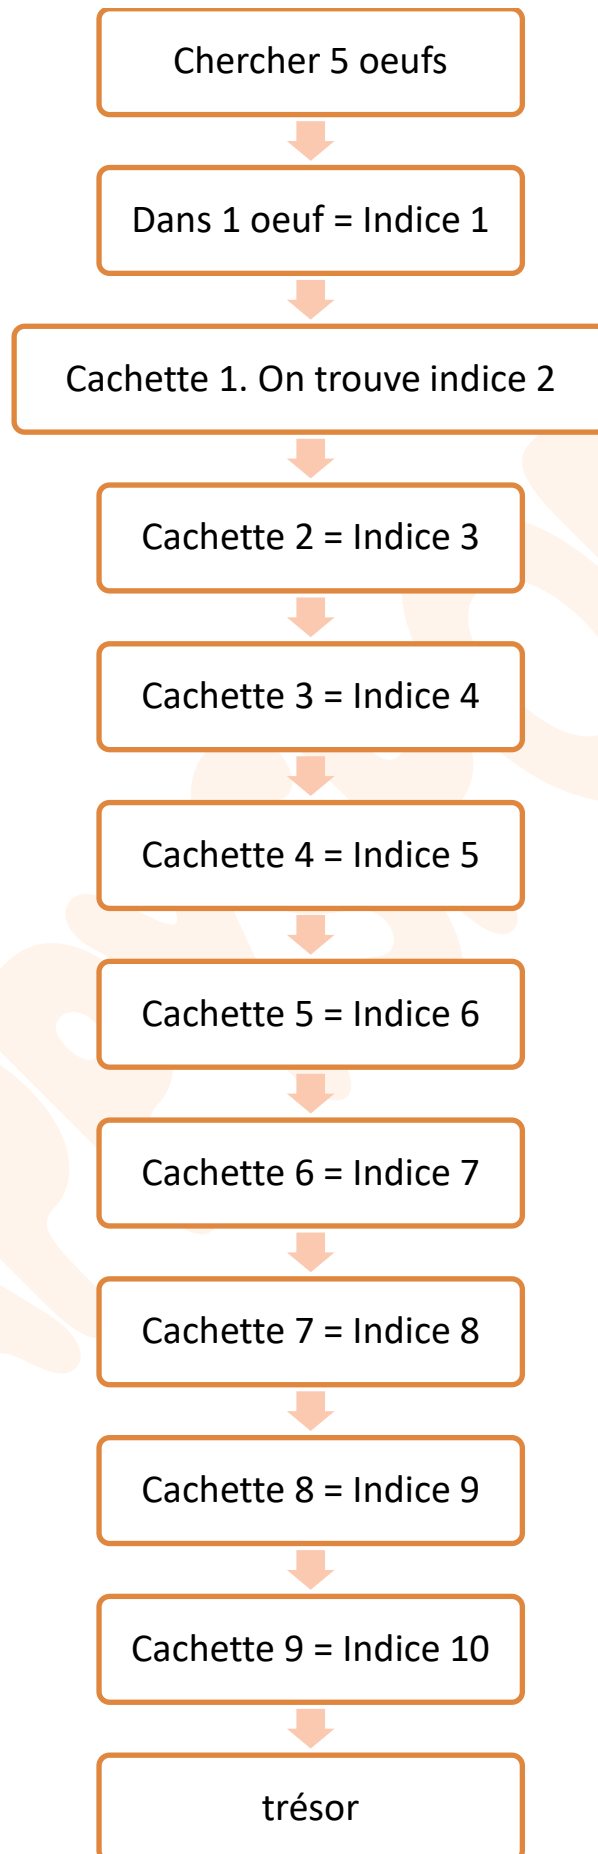 Chercher 5 oeufs
Dans 1 oeuf = Indice 1
Cachette 1. On trouve indice 2
Cachette 2 = Indice 3
Cachette 3 = Indice 4
Cachette 4 = Indice 5
Cachette 5 = Indice 6
Cachette 6 = Indice 7
Cachette 7 = Indice 8
Cachette 8 = Indice 9
Cachette 9 = Indice 10
trésor